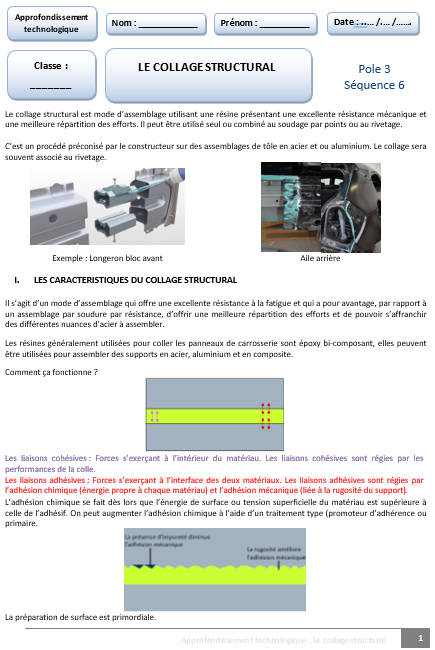 Approfondissement
technologique
Nom : ____________
Prénom : __________
Date : ..... /.... /......
Classe :
_______
LE COLLAGE STRUCTURAL
Pole 3
Séquence 6
Le collage structural est mode d'assemblage utilisant une résine présentant une excellente résistance mécanique et
une meilleure répartition des efforts. Il peut être utilisé seul ou combiné au soudage par points ou au rivetage.
C'est un procédé préconisé par le constructeur sur des assemblages de tôle en acier et ou aluminium. Le collage sera
souvent associé au rivetage.
Exemple : Longeron bloc avant
Aile arrière
I. LES CARACTERISTIQUES DU COLLAGE STRUCTURAL
Il s'agit d'un mode d'assemblage qui offre une excellente résistance à la fatigue et qui a pour avantage, par rapport à
un assemblage par soudure par résistance, d'offrir une meilleure répartition des efforts et de pouvoir s'affranchir
des différentes nuances d'acier à assembler.
Les résines généralement utilisées pour coller les panneaux de carrosserie sont époxy bi-composant, elles peuvent
être utilisées pour assembler des supports en acier, aluminium et en composite.
Comment ça fonctionne ?
Les liaisons cohésives : Forces s'exerçant à l'intérieur du matériau. Les liaisons cohésives sont régies par les
performances de la colle.
Les liaisons adhésives : Forces s'exerçant à l'interface des deux matériaux. Les liaisons adhésives sont régies par
l'adhésion chimique (énergie propre à chaque matériau) et l'adhésion mécanique (liée à la rugosité du support).
L'adhésion chimique se fait dès lors que l'énergie de surface ou tension superficielle du matériau est supérieure à
celle de l'adhésif. On peut augmenter l'adhésion chimique à l'aide d'un traitement type (promoteur d'adhérence ou
primaire.
La présence d'impureté diminue
l'adhésion mécanique
La rugosité améliore
l'adhésion mécanique
La préparation de surface est primordiale.
Approfondissement technologique : Le collage structural
1